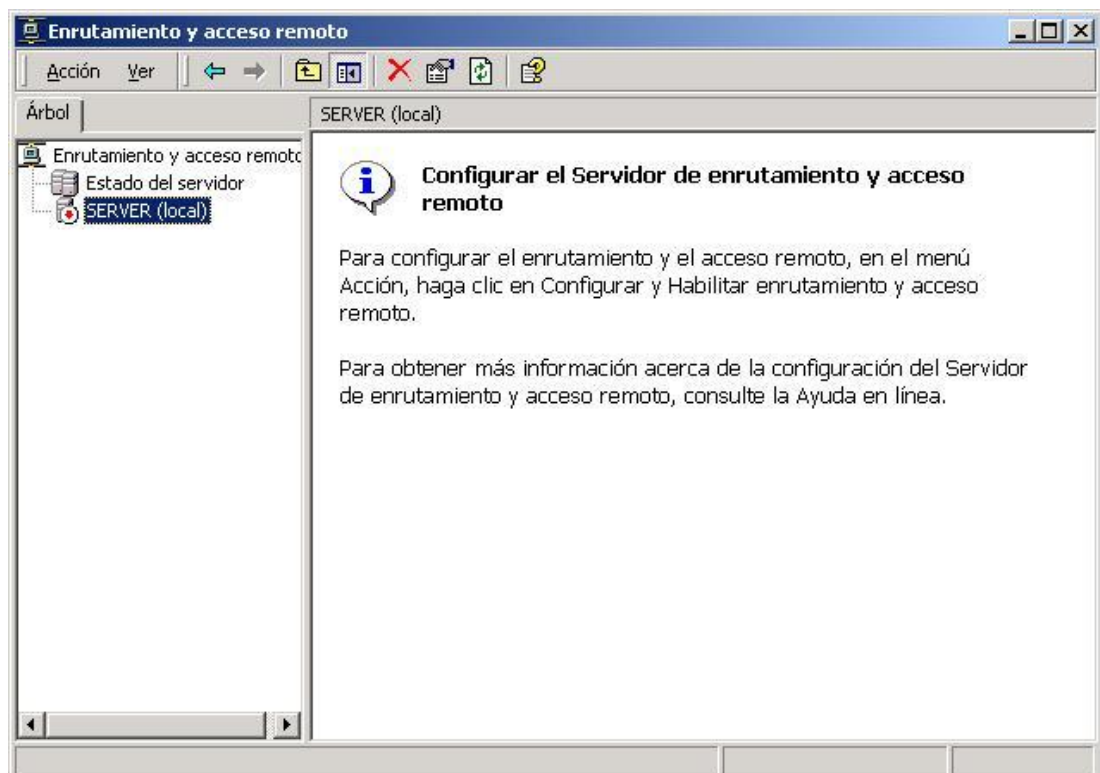 Enrutamiento y acceso remoto
Acción Ver
Árbol
SERVER (local)
Enrutamiento y acceso remoto
Estado del servidor
SERVER (local)
Configurar el Servidor de enrutamiento y acceso
remoto
Para configurar el enrutamiento y el acceso remoto, en el menú
Acción, haga clic en Configurar y Habilitar enrutamiento y acceso
remoto.
Para obtener más información acerca de la configuración del Servidor
de enrutamiento y acceso remoto, consulte la Ayuda en línea.